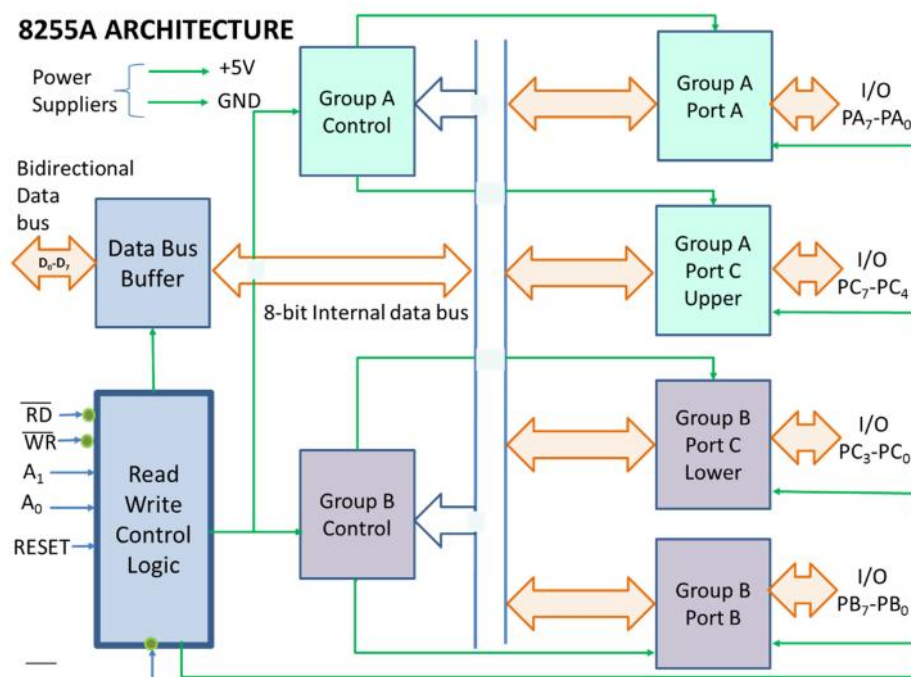 8255A ARCHITECTURE
Power
Suppliers
+5V
GND
Group A
Control
Group A
Port A
I/O
PA₇-PA₀
Bidirectional
Data
bus
D₀-D₇
Data Bus
Buffer
8-bit Internal data bus
Group A
Port C
Upper
I/O
PC₇-PC₄
R̅D̅
W̅R̅
A₁
A₀
RESET
Read
Write
Control
Logic
Group B
Control
Group B
Port C
Lower
I/O
PC₃-PC₀
Group B
Port B
I/O
PB₇-PB₀